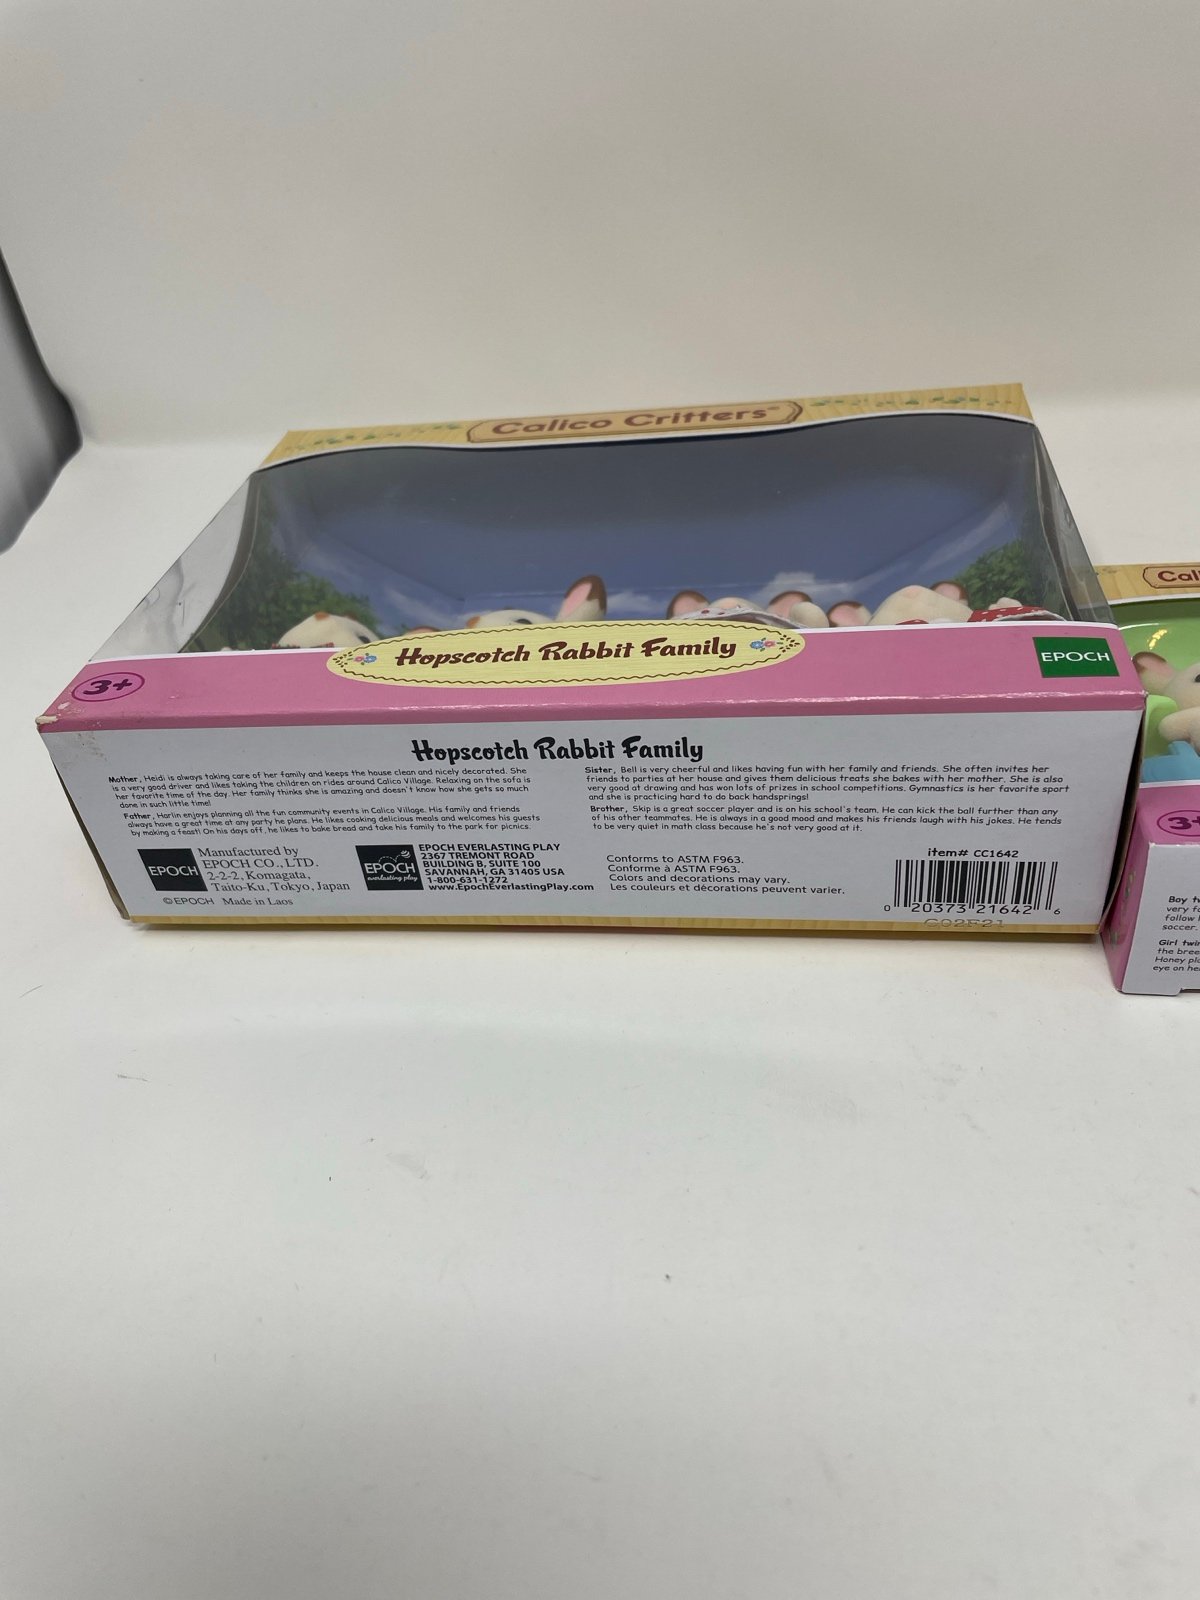 Calico Critters™
Cal
Hopscotch Rabbit Family
EPOCH
3+
Hopscotch Rabbit Family
Mother, Heidi is always taking care of her family and keeps the house clean and nicely decorated. She
is a very good driver and likes taking the children on rides around Calico Village. Relaxing on the sofa is
her favorite time of the day. Her family thinks she is amazing and doesn't know how she gets so much
done in such little time!
Father, Harlin enjoys planning all the fun community events in Calico Village. His family and friends
always have a great time at any party he plans. He likes cooking delicious meals and welcomes his guests
by making a feast! On his days off, he likes to bake bread and take his family to the park for picnics.
Sister, Bell is very cheerful and likes having fun with her family and friends. She often invites her
friends to parties at her house and gives them delicious treats she bakes with her mother. She is also
very good at drawing and has won lots of prizes in school competitions. Gymnastics is her favorite sport
and she is practicing hard to do back handsprings!
Brother, Skip is a great soccer player and is on his school's team. He can kick the ball further than any
of his other teammates. He is always in a good mood and makes his friends laugh with his jokes. He tends
to be very quiet in math class because he's not very good at it.
EPOCH
Manufactured by
EPOCH CO., LTD.
2-2-2, Komagata,
Taito-Ku, Tokyo, Japan
©EPOCH Made in Laos
EPOCH
everlasting play
EPOCH EVERLASTING PLAY
2367 TREMONT ROAD
BUILDING B, SUITE 100
SAVANNAH, GA 31405 USA
1-800-631-1272
www.EpochEverlastingPlay.com
Conforms to ASTM F963.
Conforme à ASTM F963.
Colors and decorations may vary.
Les couleurs et décorations peuvent varier.
item# CC1642
0 20373 21642 6
G02F21
3+
Boy tw
very fa
follow
soccer.
Girl twin
the bree
Honey pla
eye on he